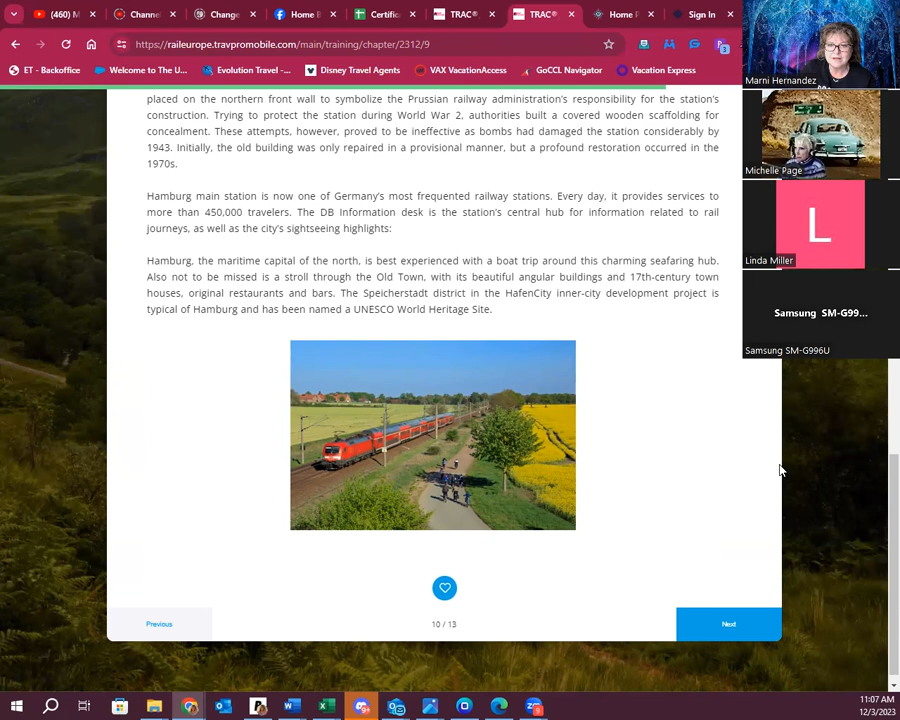 (460) M
Channel
Change
Home B
Certifica
TRAC®
TRAC®
Home P
Sign In
https://raileurope.travpromobile.com/main/training/chapter/2312/9
3
ET - Backoffice
Welcome to The U...
Evolution Travel -...
Disney Travel Agents
VAX VacationAccess
GoCCL Navigator
Vacation Express
Marni Hernandez
placed on the northern front wall to symbolize the Prussian railway administration's responsibility for the station's
construction. Trying to protect the station during World War 2, authorities built a covered wooden scaffolding for
concealment. These attempts, however, proved to be ineffective as bombs had damaged the station considerably by
1943. Initially, the old building was only repaired in a provisional manner, but a profound restoration occurred in the
1970s.
Michelle Page
Hamburg main station is now one of Germany's most frequented railway stations. Every day, it provides services to
more than 450,000 travelers. The DB Information desk is the station's central hub for information related to rail
journeys, as well as the city's sightseeing highlights:
L
Linda Miller
Hamburg, the maritime capital of the north, is best experienced with a boat trip around this charming seafaring hub.
Also not to be missed is a stroll through the Old Town, with its beautiful angular buildings and 17th-century town
houses, original restaurants and bars. The Speicherstadt district in the HafenCity inner-city development project is
typical of Hamburg and has been named a UNESCO World Heritage Site.
Samsung SM-G99...
Samsung SM-G996U
Previous
10 / 13
Next
11:07 AM
12/3/2023